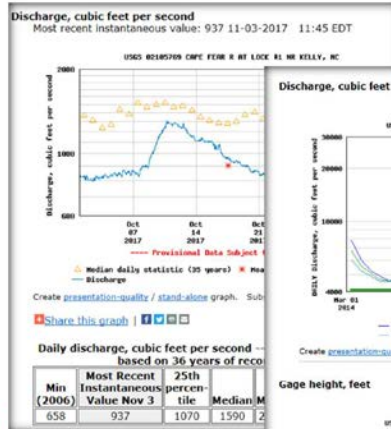 Discharge, cubic feet per second
Most recent instantaneous value: 937 11-03-2017 11:45 EDT
USGS 02105769 CAPE FEAR R AT LOCK #1 NR KELLY, NC
Discharge, cubic feet per second
2000
1000
600
Oct 07 2017
Oct 14 2017
Oct 21 2017
---- Provisional Data Subject
Median daily statistic (35 years)
Discharge
Create presentation-quality / stand-alone graph.
Share this graph |
Daily discharge, cubic feet per second --
based on 36 years of
Min (2006)
Most Recent Instantaneous Value Nov 3
25th percen-tile
Median
658
937
1070
1590
Discharge, cubic feet
DAILY Discharge, cubic feet per second
30000
20000
10000
4000
Mar 01 2014
Create
Gage height, feet